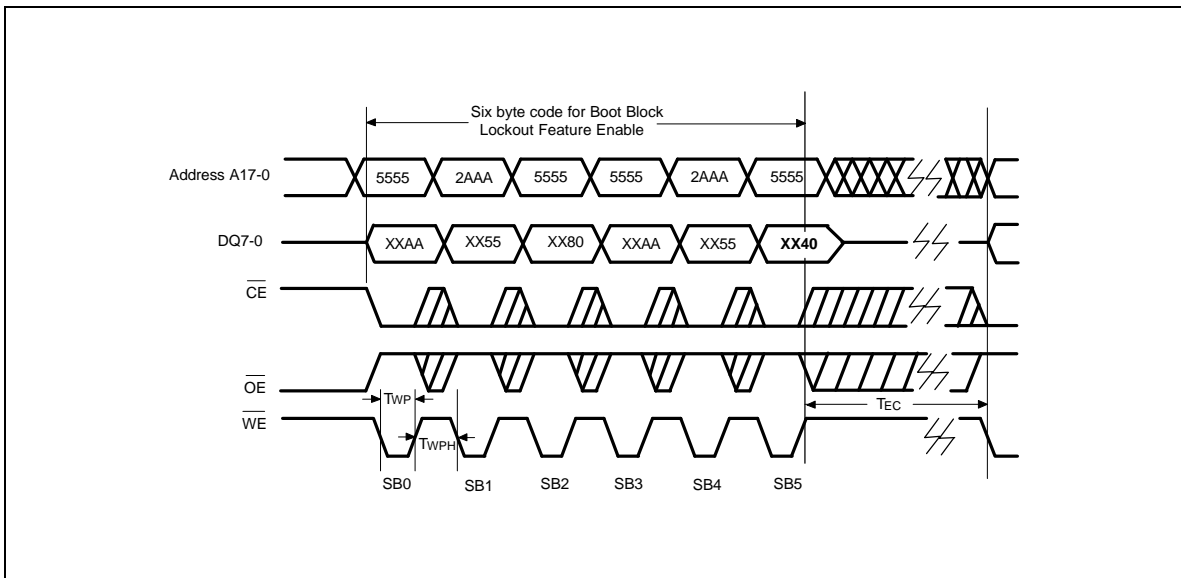 Six byte code for Boot Block
Lockout Feature Enable
Address A17-0
5555
2AAA
5555
5555
2AAA
5555
DQ7-0
XXAA
XX55
XX80
XXAA
XX55
XX40
CE
OE
TWP
TEC
WE
TWPH
SB0
SB1
SB2
SB3
SB4
SB5